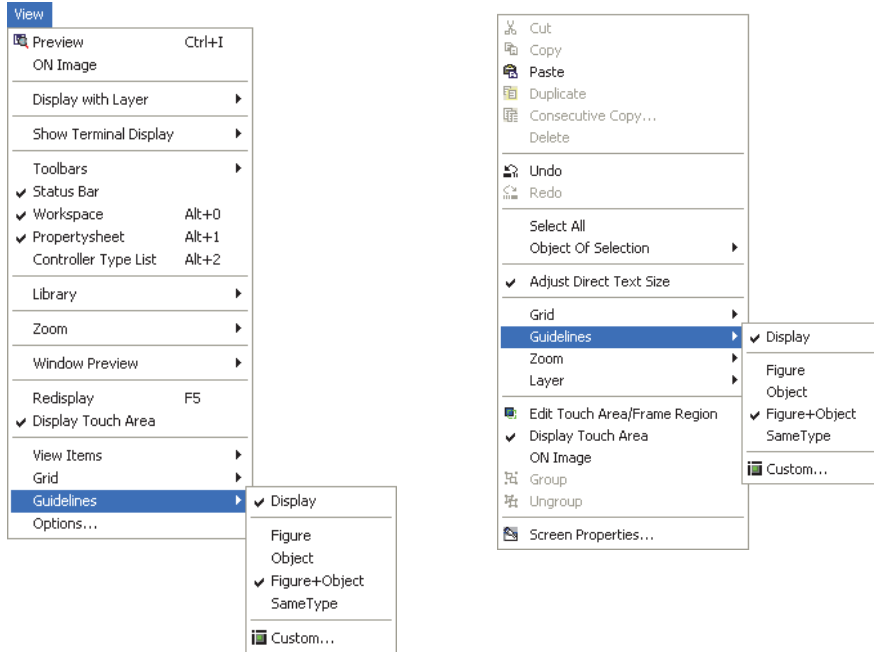 View
Preview Ctrl+I
ON Image
Display with Layer
Show Terminal Display
Toolbars
Status Bar
Workspace Alt+0
Propertysheet Alt+1
Controller Type List Alt+2
Library
Zoom
Window Preview
Redisplay F5
Display Touch Area
View Items
Grid
Guidelines
Options...
Display
Figure
Object
Figure+Object
SameType
Custom...
Cut
Copy
Paste
Duplicate
Consecutive Copy...
Delete
Undo
Redo
Select All
Object Of Selection
Adjust Direct Text Size
Grid
Guidelines
Zoom
Layer
Edit Touch Area/Frame Region
Display Touch Area
ON Image
Group
Ungroup
Screen Properties...
Display
Figure
Object
Figure+Object
SameType
Custom...